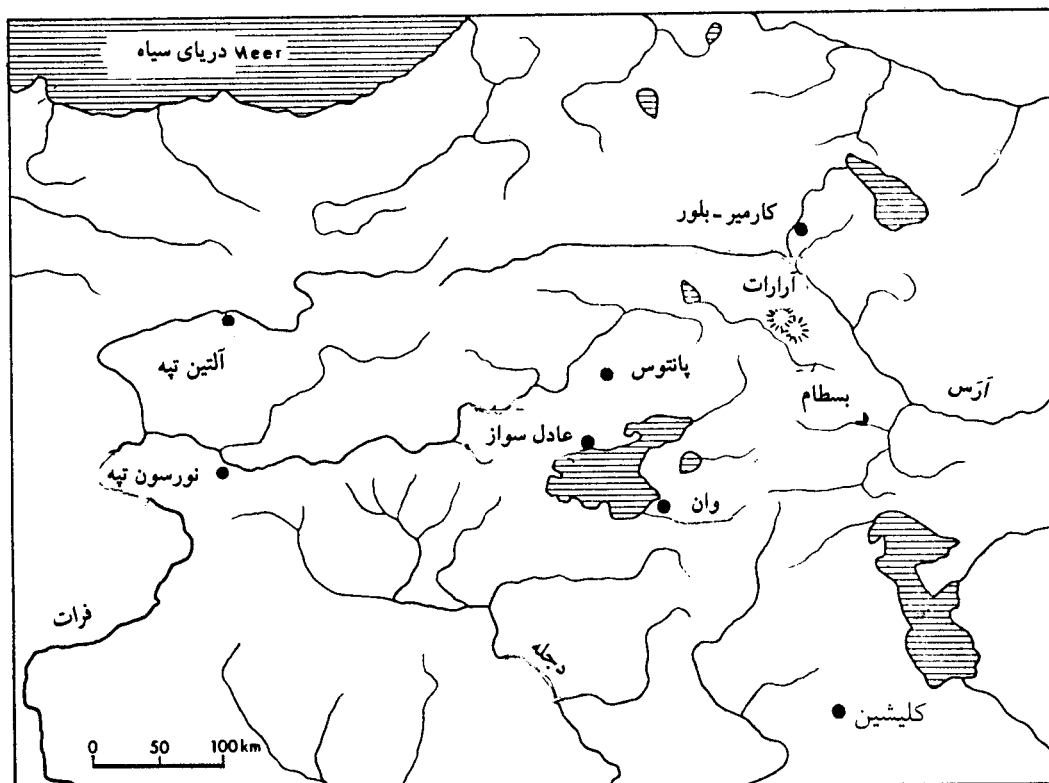 دریای سیاه Meer
کارمیر - بلور
آرارات
آلتین تپه
پانتوس
بسطام
آرَس
عادل سواز
نورسون تپه
وان
فرات
دجله
کلیشین
0 50 100km